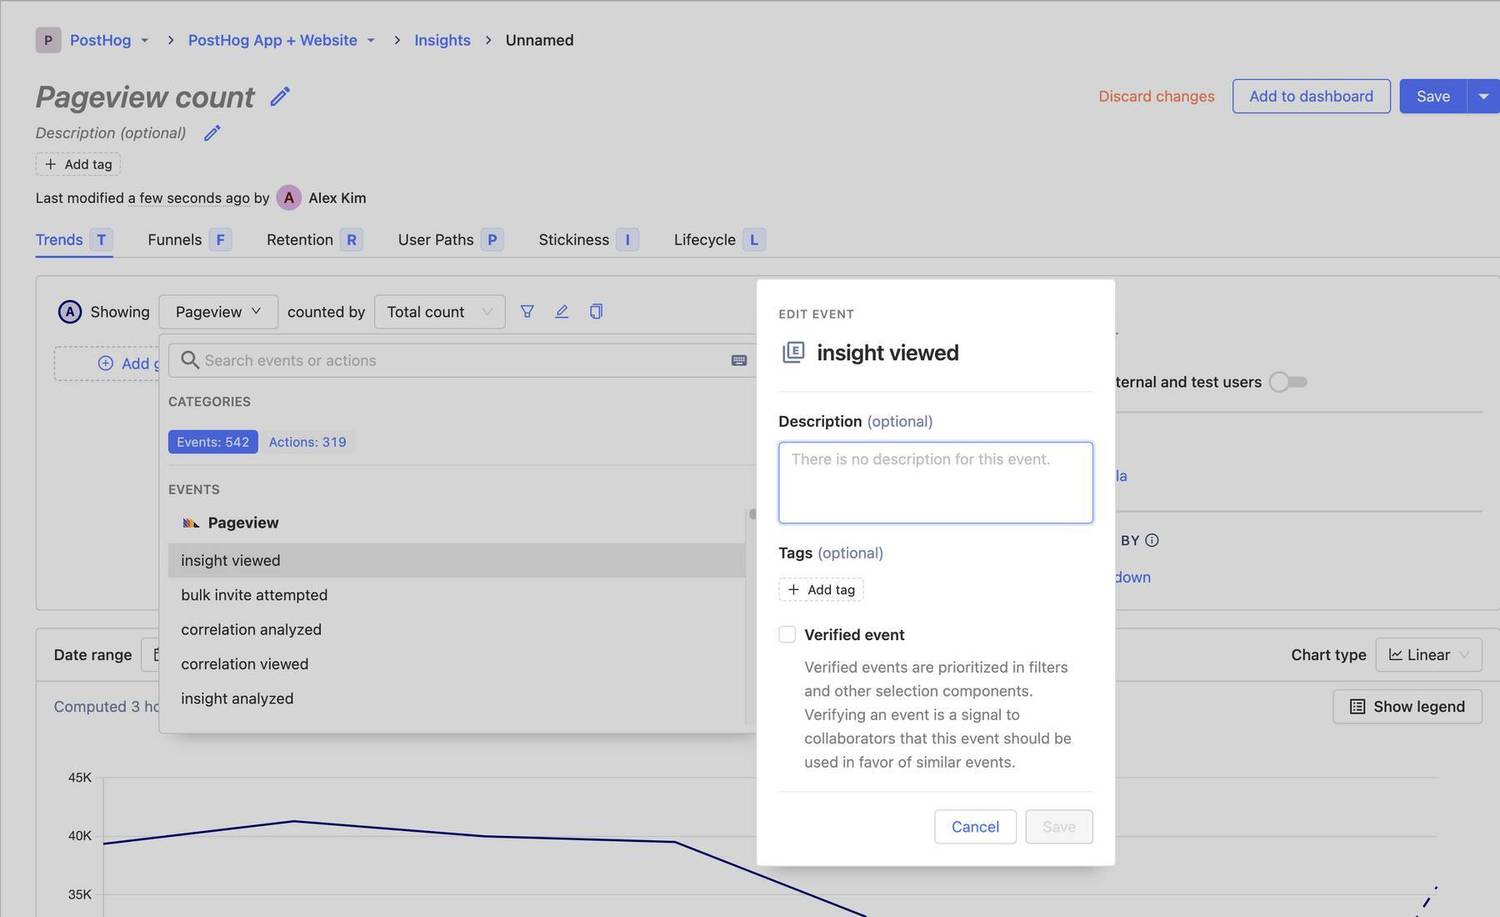 P PostHog > PostHog App + Website > Insights > Unnamed
Pageview count
Discard changes Add to dashboard Save
Description (optional)
+ Add tag
Last modified a few seconds ago by A Alex Kim
Trends T Funnels F Retention R User Paths P Stickiness I Lifecycle L
A Showing Pageview counted by Total count
Add g
Search events or actions
CATEGORIES
Events: 542 Actions: 319
EVENTS
Pageview
insight viewed
bulk invite attempted
correlation analyzed
correlation viewed
insight analyzed
EDIT EVENT
E insight viewed
Description (optional)
There is no description for this event.
Tags (optional)
+ Add tag
Verified event
Verified events are prioritized in filters
and other selection components.
Verifying an event is a signal to
collaborators that this event should be
used in favor of similar events.
Cancel Save
ternal and test users
la
BY
down
Date range
Chart type Linear
Computed 3 ho
Show legend
45K
40K
35K